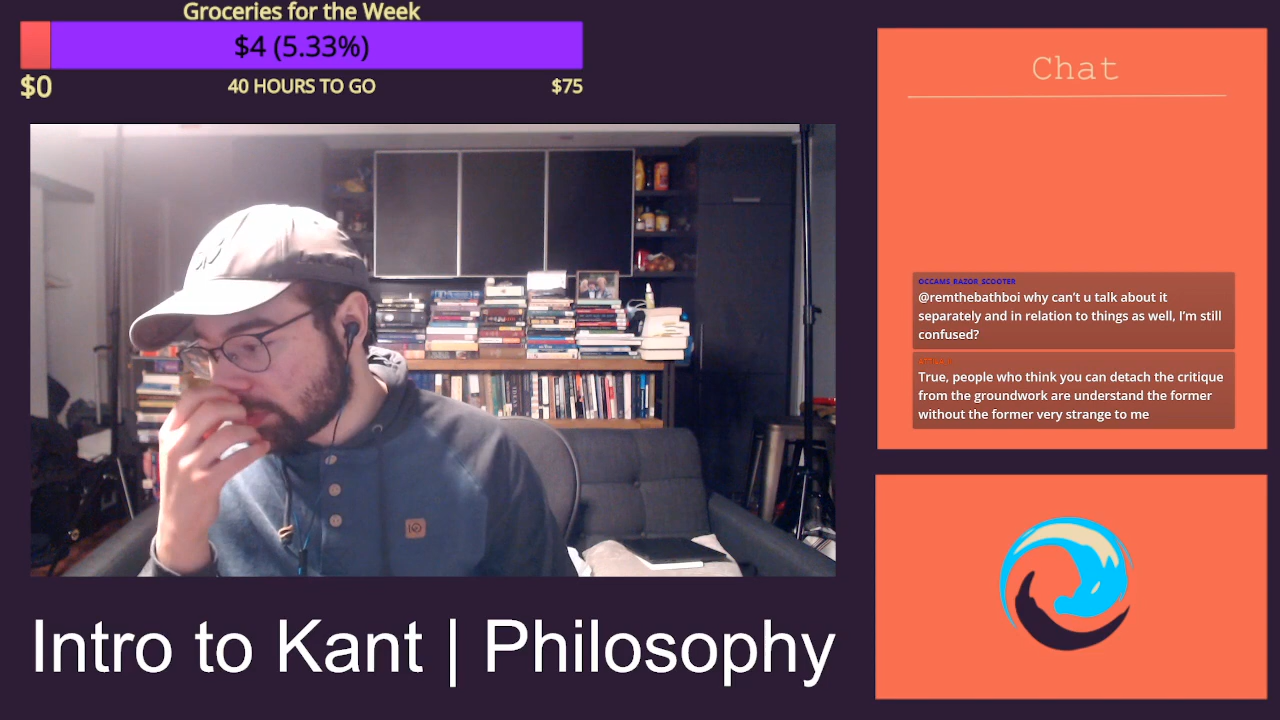 Groceries for the Week
$4 (5.33%)
$0
40 HOURS TO GO
$75
Chat
OCCAMS_RAZOR_SCOOTER
@remthebathboi why can't u talk about it
separately and in relation to things as well, I'm still
confused?
True, people who think you can detach the critique
from the groundwork are understand the former
without the former very strange to me
Intro to Kant | Philosophy